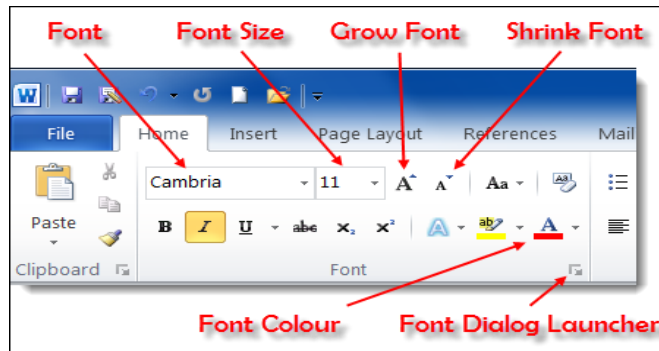 Font Font Size Grow Font Shrink Font
W
File Home Insert Page Layout References Mail
Cambria 11 A A Aa
Paste B I U abc x₂ x² A ab A
Clipboard Font
Font Colour Font Dialog Launcher